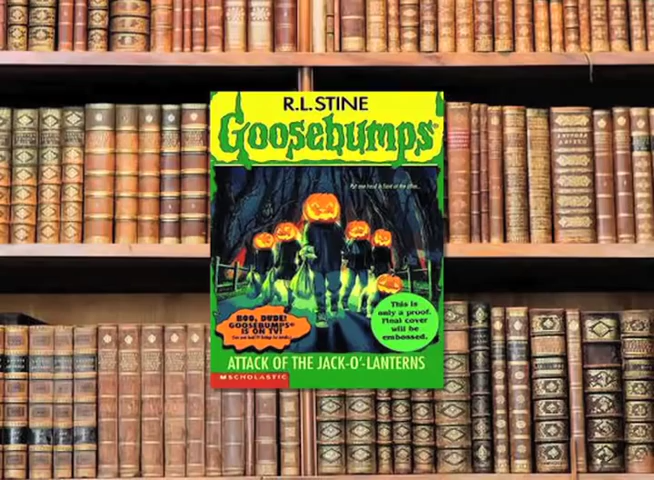 R.L. STINE
Goosebumps®
Put one head in front of the other...
BOO, DUDE!
GOOSEBUMPS®
IS ON TV!
This is
only a proof.
Final cover
will be
embossed.
ATTACK OF THE JACK-O'-LANTERNS
SCHOLASTIC